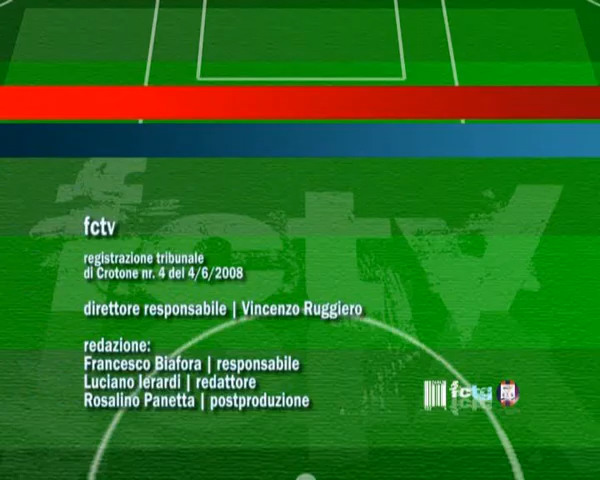 fctv
registrazione tribunale
di Crotone nr. 4 del 4/6/2008
direttore responsabile | Vincenzo Ruggiero
redazione:
Francesco Biafora | responsabile
Luciano Ierardi | redattore
Rosalino Panetta | postproduzione